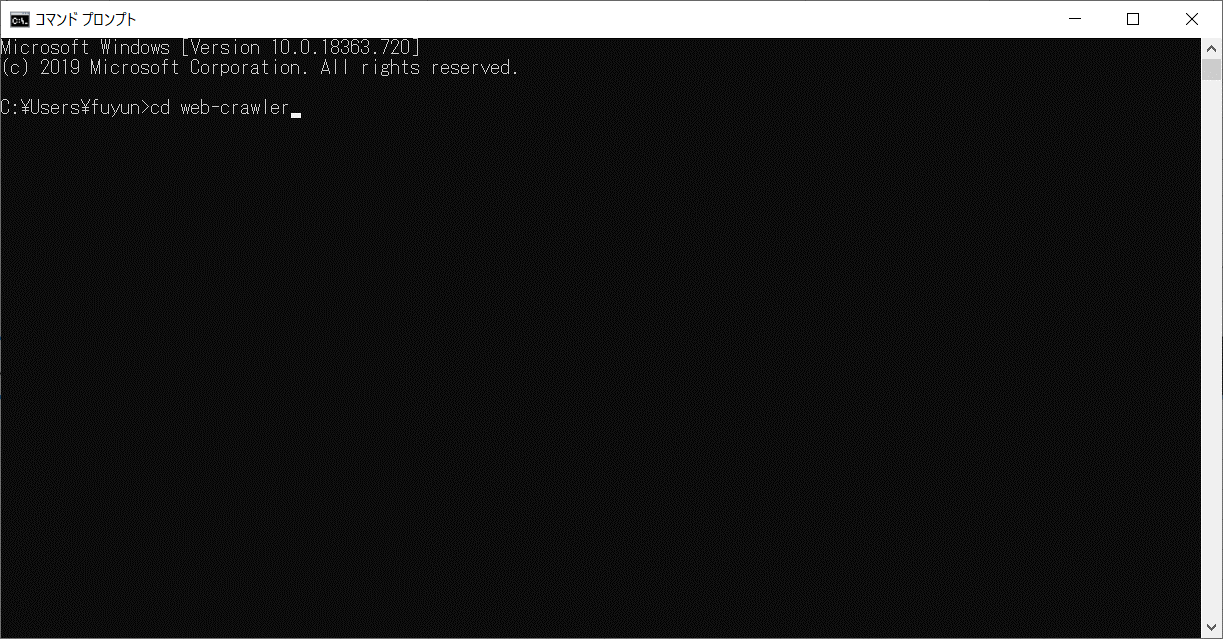 コマンド プロンプト
Microsoft Windows [Version 10.0.18363.720]
(c) 2019 Microsoft Corporation. All rights reserved.
C:¥Users¥fuyun>cd web-crawler